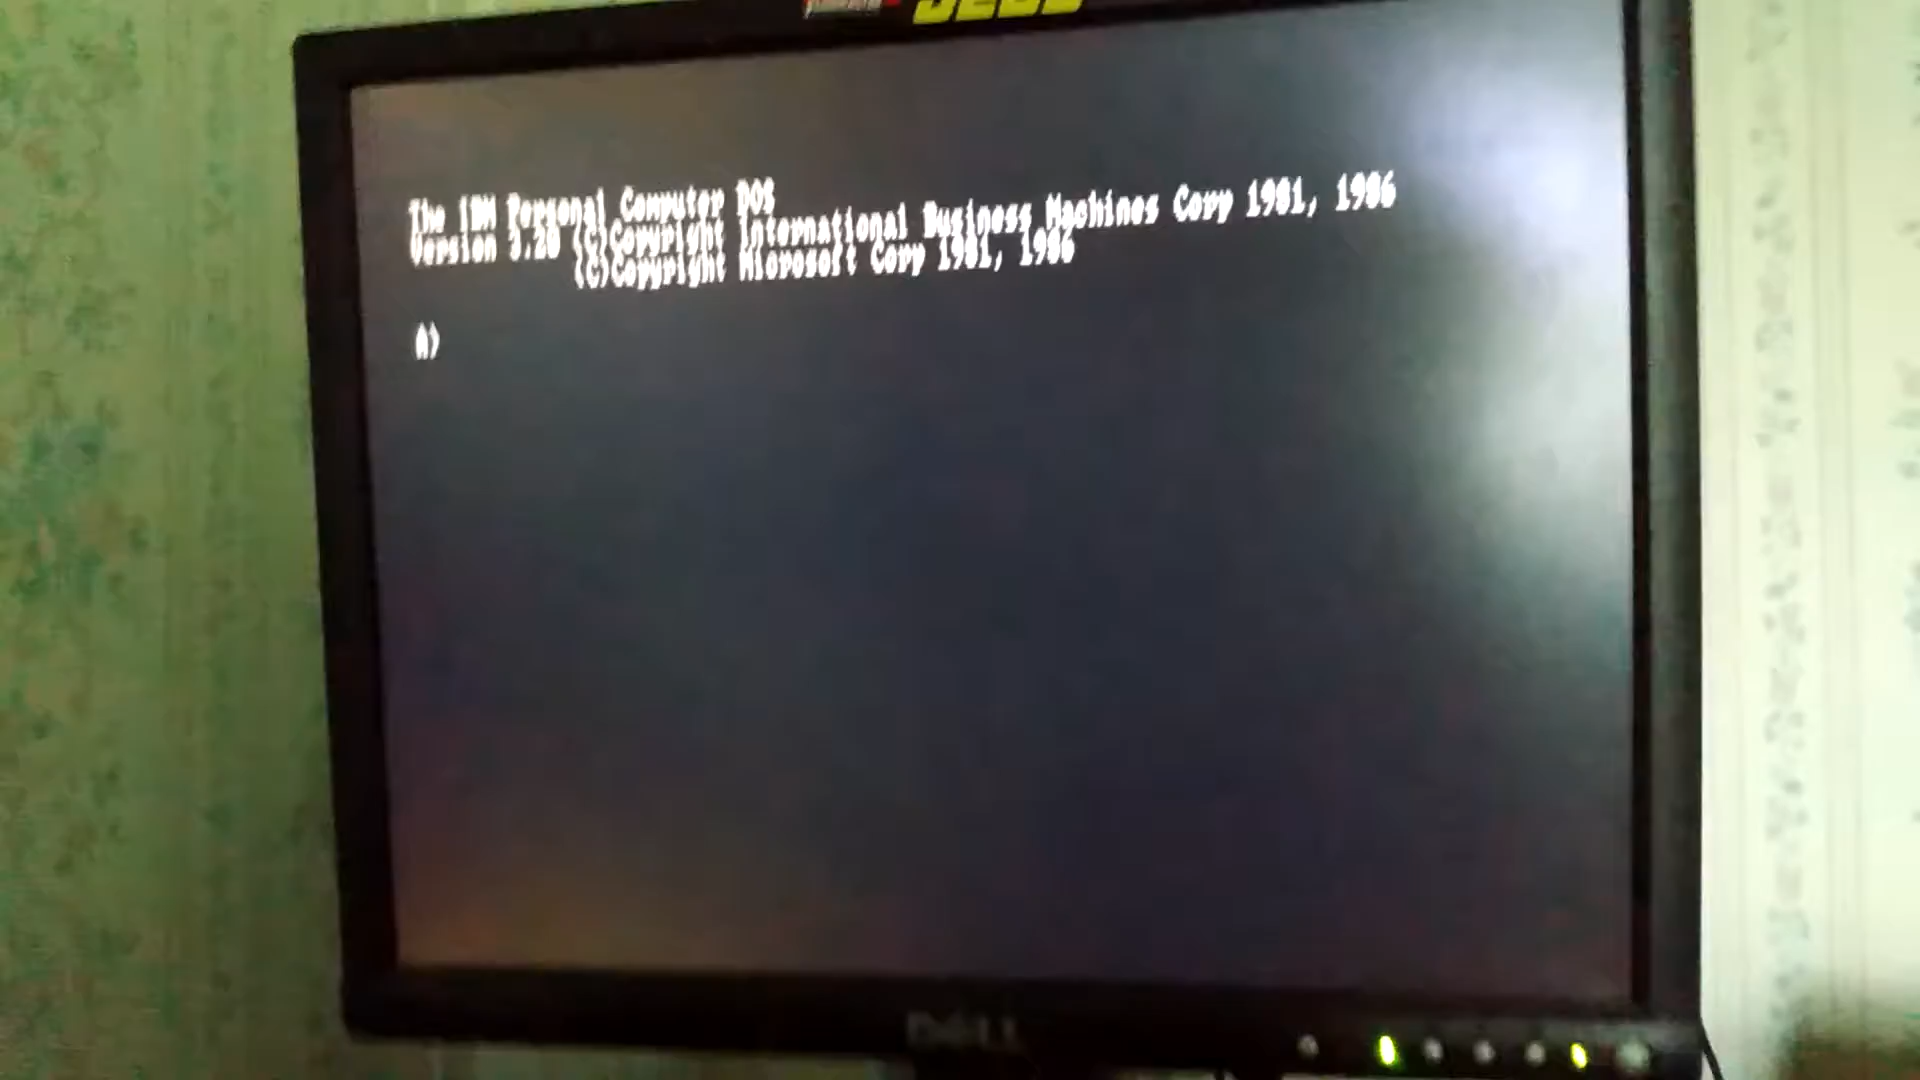 The IBM Personal Computer DOS
Version 3.20 (C)Copyright International Business Machines Corp 1981, 1986
(C)Copyright Microsoft Corp 1981, 1986
A>
DELL